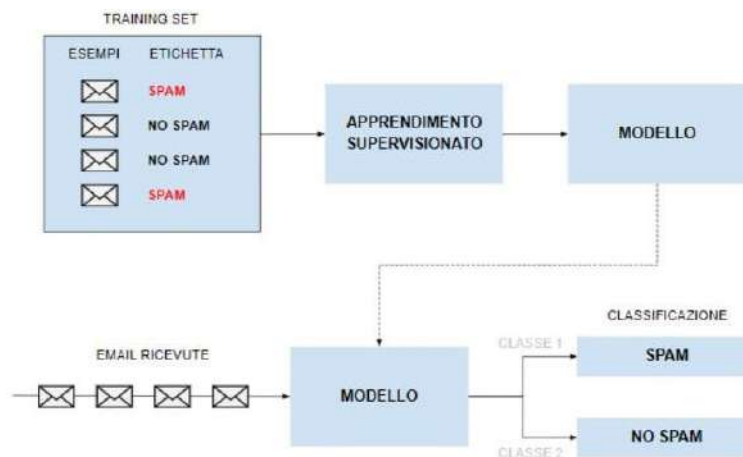 TRAINING SET
ESEMPI ETICHETTA
SPAM
NO SPAM
NO SPAM
SPAM
APPRENDIMENTO
SUPERVISIONATO
MODELLO
CLASSIFICAZIONE
EMAIL RICEVUTE
MODELLO
CLASSE 1
SPAM
CLASSE 2
NO SPAM